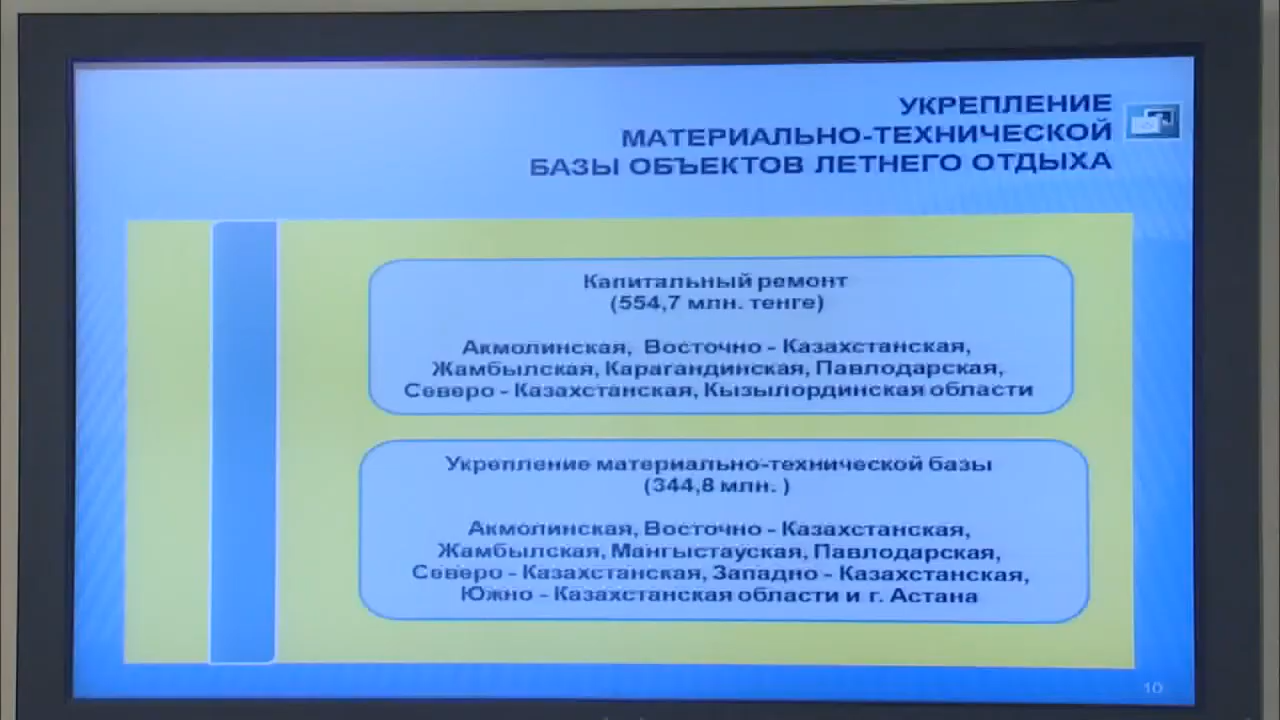 УКРЕПЛЕНИЕ
МАТЕРИАЛЬНО-ТЕХНИЧЕСКОЙ
БАЗЫ ОБЪЕКТОВ ЛЕТНЕГО ОТДЫХА
Капитальный ремонт
(554,7 млн. тенге)
Акмолинская, Восточно - Казахстанская,
Жамбылская, Карагандинская, Павлодарская,
Северо - Казахстанская, Кызылординская области
Укрепление материально-технической базы
(344,8 млн. )
Акмолинская, Восточно - Казахстанская,
Жамбылская, Мангыстауская, Павлодарская,
Северо - Казахстанская, Западно - Казахстанская,
Южно - Казахстанская области и г. Астана
10